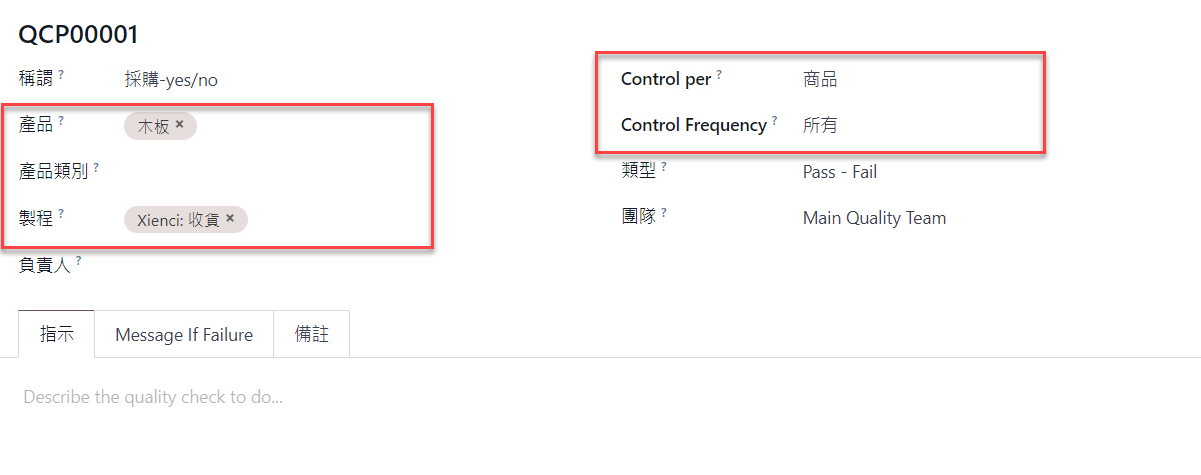 QCP00001
稱謂 ? 採購-yes/no
產品 ? 木板 ×
產品類別 ?
製程 ? Xienci: 收貨 ×
負責人 ?
Control per ? 商品
Control Frequency ? 所有
類型 ? Pass - Fail
團隊 ? Main Quality Team
指示 Message If Failure 備註
Describe the quality check to do...